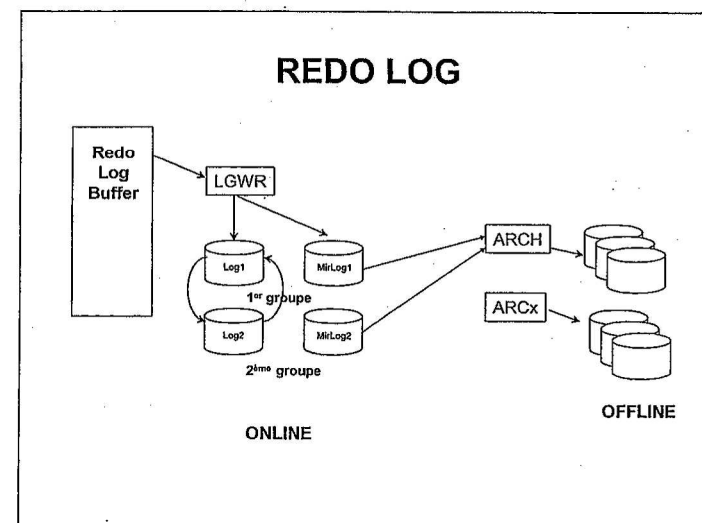 REDO LOG
Redo
Log
Buffer
LGWR
Log1
MirLog1
1er groupe
Log2
MirLog2
2ème groupe
ARCH
ARCx
OFFLINE
ONLINE